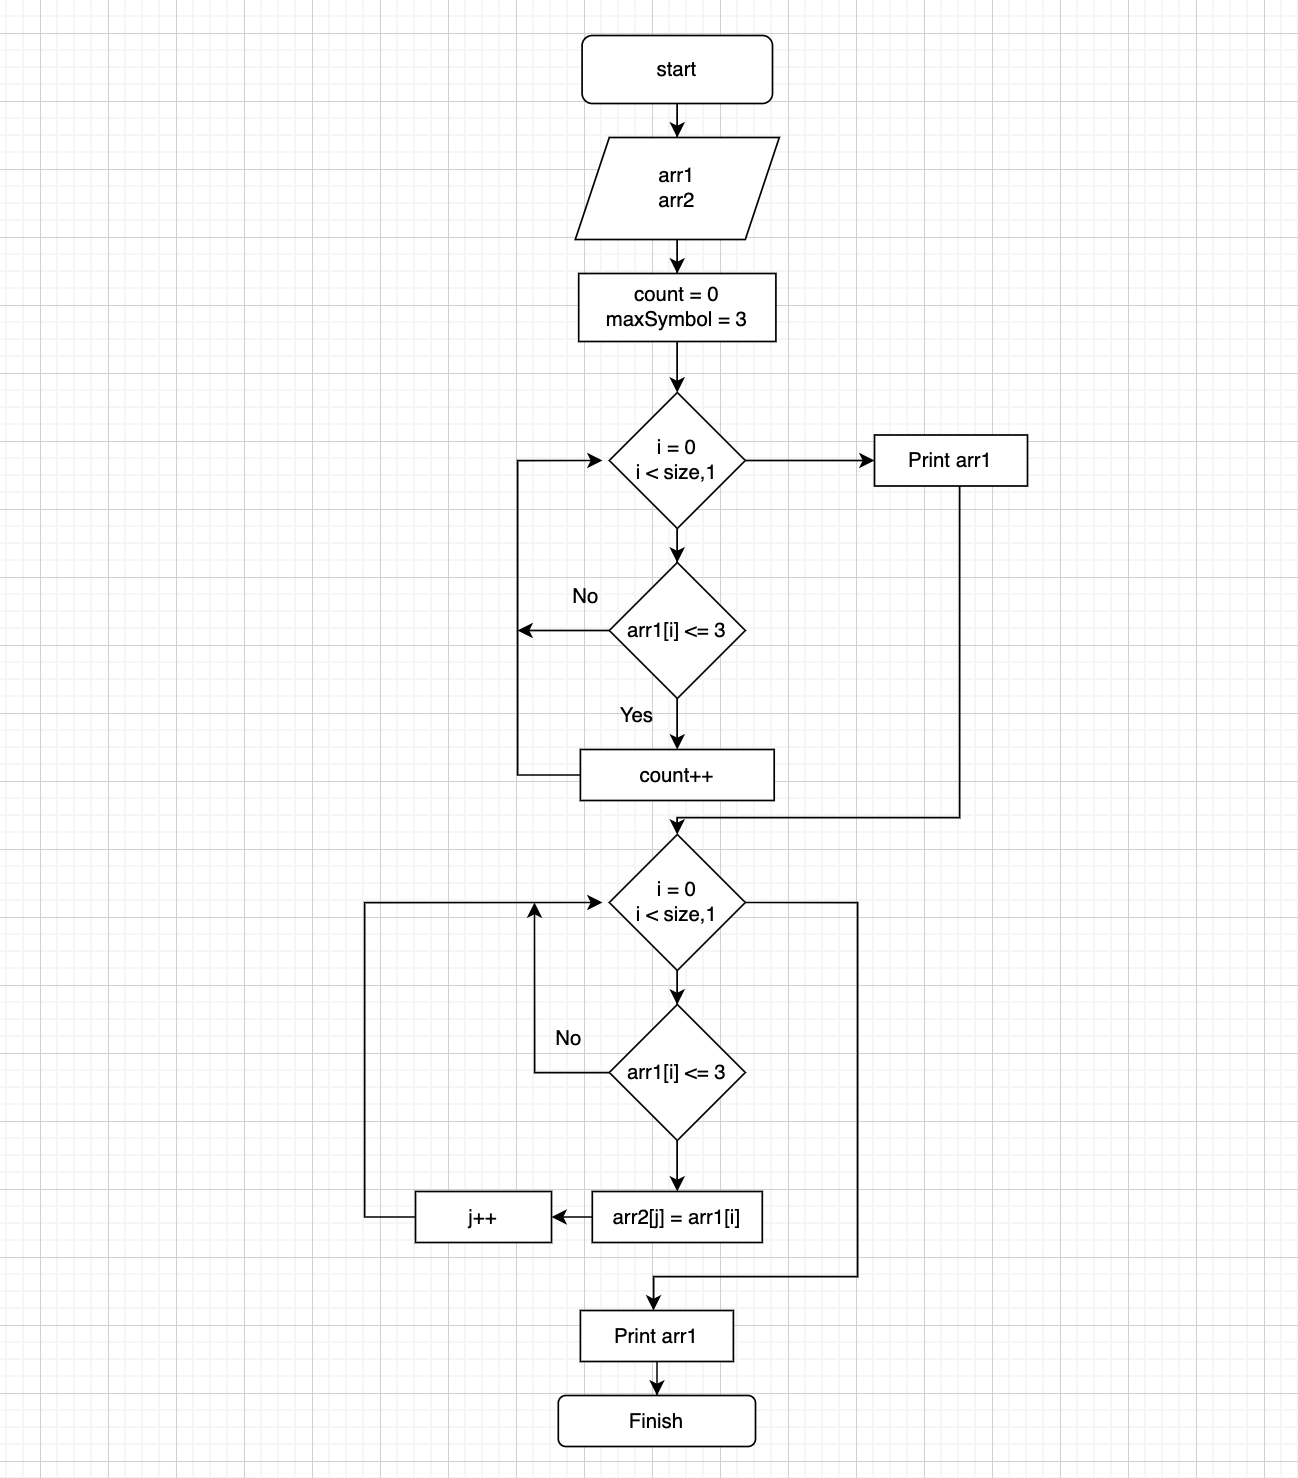 start
arr1
arr2
count = 0
maxSymbol = 3
i = 0
i < size,1
Print arr1
No
arr1[i] <= 3
Yes
count++
i = 0
i < size,1
No
arr1[i] <= 3
j++
arr2[j] = arr1[i]
Print arr1
Finish